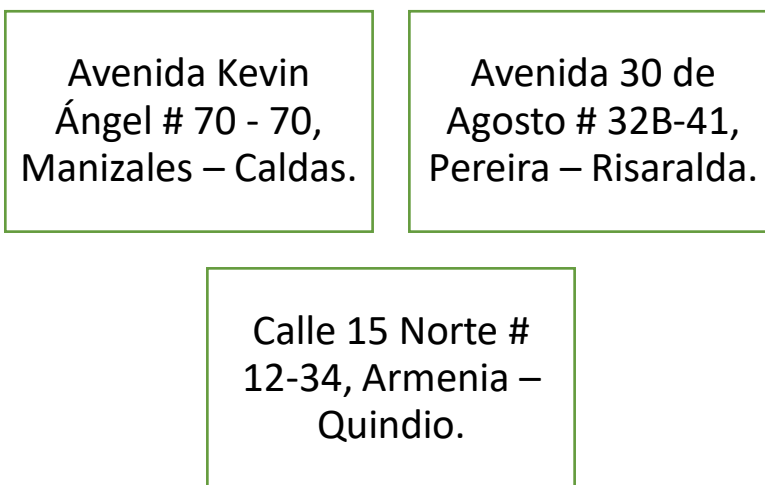 Avenida Kevin
Ángel # 70 - 70,
Manizales – Caldas.
Avenida 30 de
Agosto # 32B-41,
Pereira – Risaralda.
Calle 15 Norte #
12-34, Armenia –
Quindio.